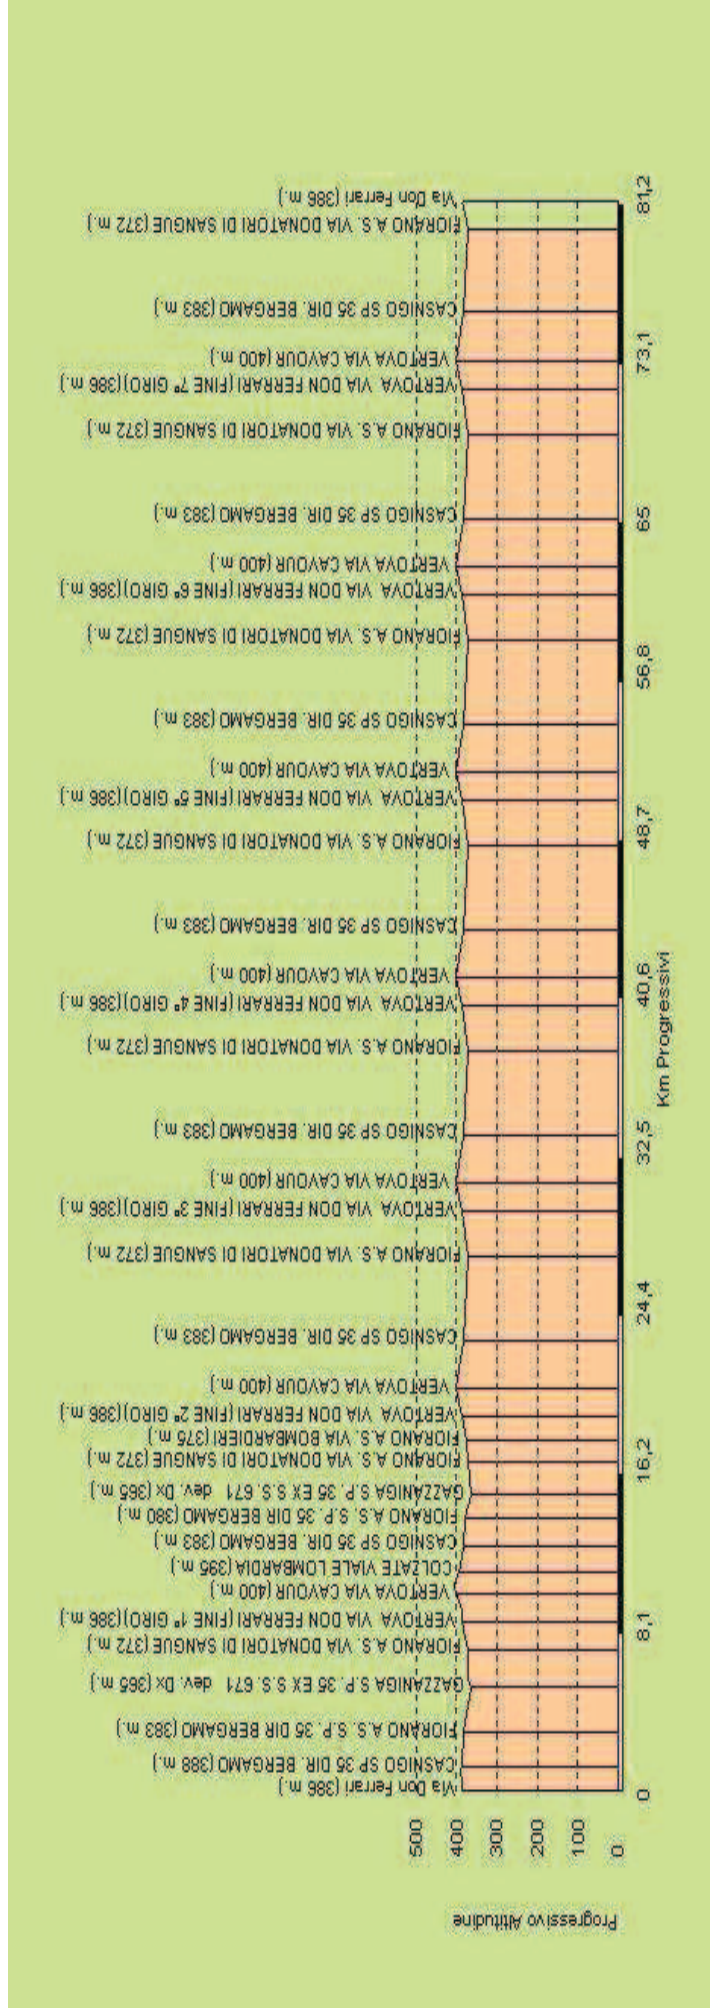 Via Don Ferrari (386 m.)
CASNIGO SP 35 DIR. BERGAMO (388 m.)
FIORANO A.S. S.P. 35 DIR BERGAMO (383 m.)
GAZZANIGA S.P. 35 EX S.S. 671 dev. Dx (365 m.)
FIORANO A.S. VIA DONATORI DI SANGUE (372 m.)
VERTOVA VIA DON FERRARI (FINE 1° GIRO)(386 m.)
VERTOVA VIA CAVOUR (400 m.)
COLZATE VIALE LOMBARDIA (395 m.)
CASNIGO SP 35 DIR. BERGAMO (383 m.)
FIORANO A.S. S.P. 35 DIR BERGAMO (380 m.)
GAZZANIGA S.P. 35 EX S.S. 671 dev. Dx (365 m.)
FIORANO A.S. VIA DONATORI DI SANGUE (372 m.)
FIORANO A.S. VIA BOMBARDIERI (375 m.)
VERTOVA VIA DON FERRARI (FINE 2° GIRO)(386 m.)
VERTOVA VIA CAVOUR (400 m.)
CASNIGO SP 35 DIR. BERGAMO (383 m.)
FIORANO A.S. VIA DONATORI DI SANGUE (372 m.)
VERTOVA VIA DON FERRARI (FINE 3° GIRO)(386 m.)
VERTOVA VIA CAVOUR (400 m.)
CASNIGO SP 35 DIR. BERGAMO (383 m.)
FIORANO A.S. VIA DONATORI DI SANGUE (372 m.)
VERTOVA VIA DON FERRARI (FINE 4° GIRO)(386 m.)
VERTOVA VIA CAVOUR (400 m.)
CASNIGO SP 35 DIR. BERGAMO (383 m.)
FIORANO A.S. VIA DONATORI DI SANGUE (372 m.)
VERTOVA VIA DON FERRARI (FINE 5° GIRO)(386 m.)
VERTOVA VIA CAVOUR (400 m.)
CASNIGO SP 35 DIR. BERGAMO (383 m.)
FIORANO A.S. VIA DONATORI DI SANGUE (372 m.)
VERTOVA VIA DON FERRARI (FINE 6° GIRO)(386 m.)
VERTOVA VIA CAVOUR (400 m.)
CASNIGO SP 35 DIR. BERGAMO (383 m.)
FIORANO A.S. VIA DONATORI DI SANGUE (372 m.)
VERTOVA VIA DON FERRARI (FINE 7° GIRO)(386 m.)
VERTOVA VIA CAVOUR (400 m.)
CASNIGO SP 35 DIR. BERGAMO (383 m.)
FIORANO A.S. VIA DONATORI DI SANGUE (372 m.)
Via Don Ferrari (386 m.)
Progressivo Altitudine
500
400
300
200
100
0
0 8,1 16,2 24,4 32,5 40,6 48,7 56,8 65 73,1 81,2
Km Progressivi